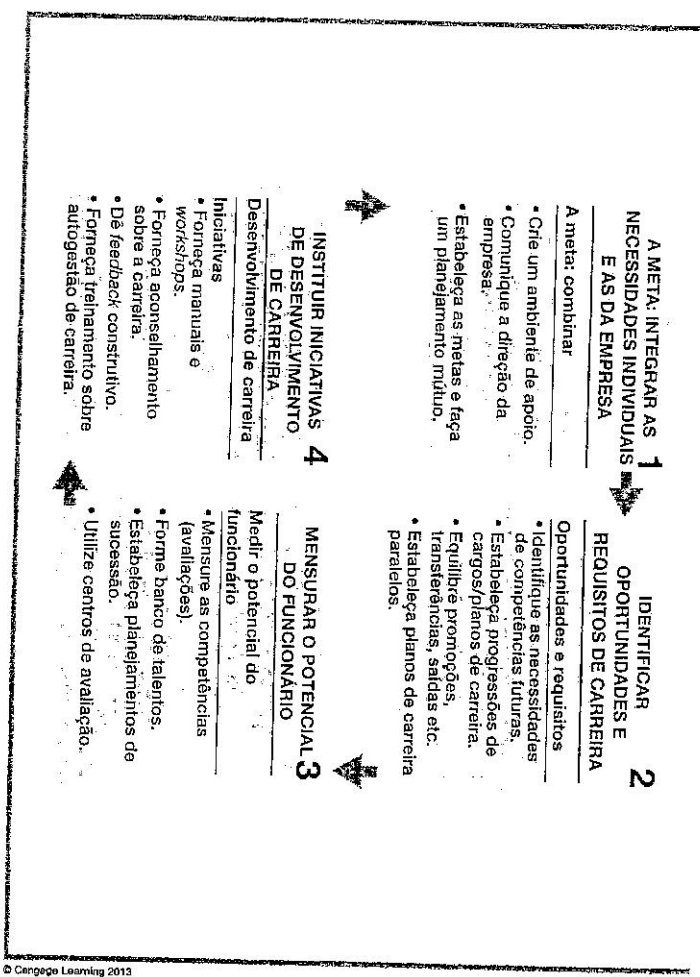 A META: INTEGRAR AS
NECESSIDADES INDIVIDUAIS
E AS DA EMPRESA
1
A meta: combinar
• Crie um ambiente de apoio.
• Comunique a direção da
empresa.
• Estabeleça as metas e faça
um planejamento mútuo.
IDENTIFICAR
OPORTUNIDADES E
REQUISITOS DE CARREIRA
2
Oportunidades e requisitos
• Identifique as necessidades
de competências futuras.
• Estabeleça progressões de
cargos/planos de carreira.
• Equilibre promoções,
transferências, saídas etc.
• Estabeleça planos de carreira
paralelos.
MENSURAR O POTENCIAL
DO FUNCIONÁRIO
3
Medir o potencial do
funcionário
• Mensure as competências
(avaliações).
• Forme banco de talentos.
• Estabeleça planejamentos de
sucessão.
• Utilize centros de avaliação.
INSTITUIR INICIATIVAS
DE DESENVOLVIMENTO
DE CARREIRA
4
Desenvolvimento de carreira
Iniciativas
• Forneça manuais e
workshops.
• Forneça aconselhamento
sobre a carreira.
• Dê feedback construtivo.
• Forneça treinamento sobre
autogestão de carreira.
© Cengage Learning 2013